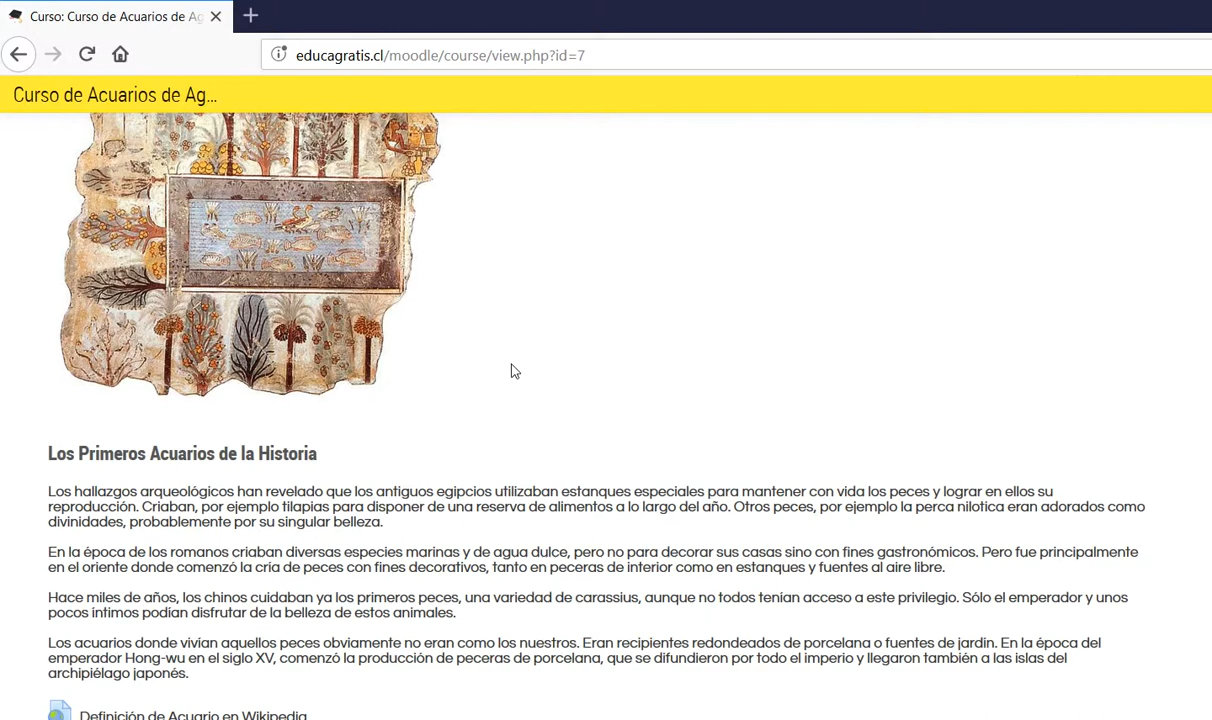 Curso: Curso de Acuarios de Ag
educagratis.cl/moodle/course/view.php?id=7
Curso de Acuarios de Ag...
Los Primeros Acuarios de la Historia
Los hallazgos arqueológicos han revelado que los antiguos egipcios utilizaban estanques especiales para mantener con vida los peces y lograr en ellos su
reproducción. Criaban, por ejemplo tilapias para disponer de una reserva de alimentos a lo largo del año. Otros peces, por ejemplo la perca nilotica eran adorados como
divinidades, probablemente por su singular belleza.
En la época de los romanos criaban diversas especies marinas y de agua dulce, pero no para decorar sus casas sino con fines gastronómicos. Pero fue principalmente
en el oriente donde comenzó la cría de peces con fines decorativos, tanto en peceras de interior como en estanques y fuentes al aire libre.
Hace miles de años, los chinos cuidaban ya los primeros peces, una variedad de carassius, aunque no todos tenían acceso a este privilegio. Sólo el emperador y unos
pocos íntimos podían disfrutar de la belleza de estos animales.
Los acuarios donde vivían aquellos peces obviamente no eran como los nuestros. Eran recipientes redondeados de porcelana o fuentes de jardin. En la época del
emperador Hong-wu en el siglo XV, comenzó la producción de peceras de porcelana, que se difundieron por todo el imperio y llegaron también a las islas del
archipiélago japonés.
Definición de Acuario en Wikipedia